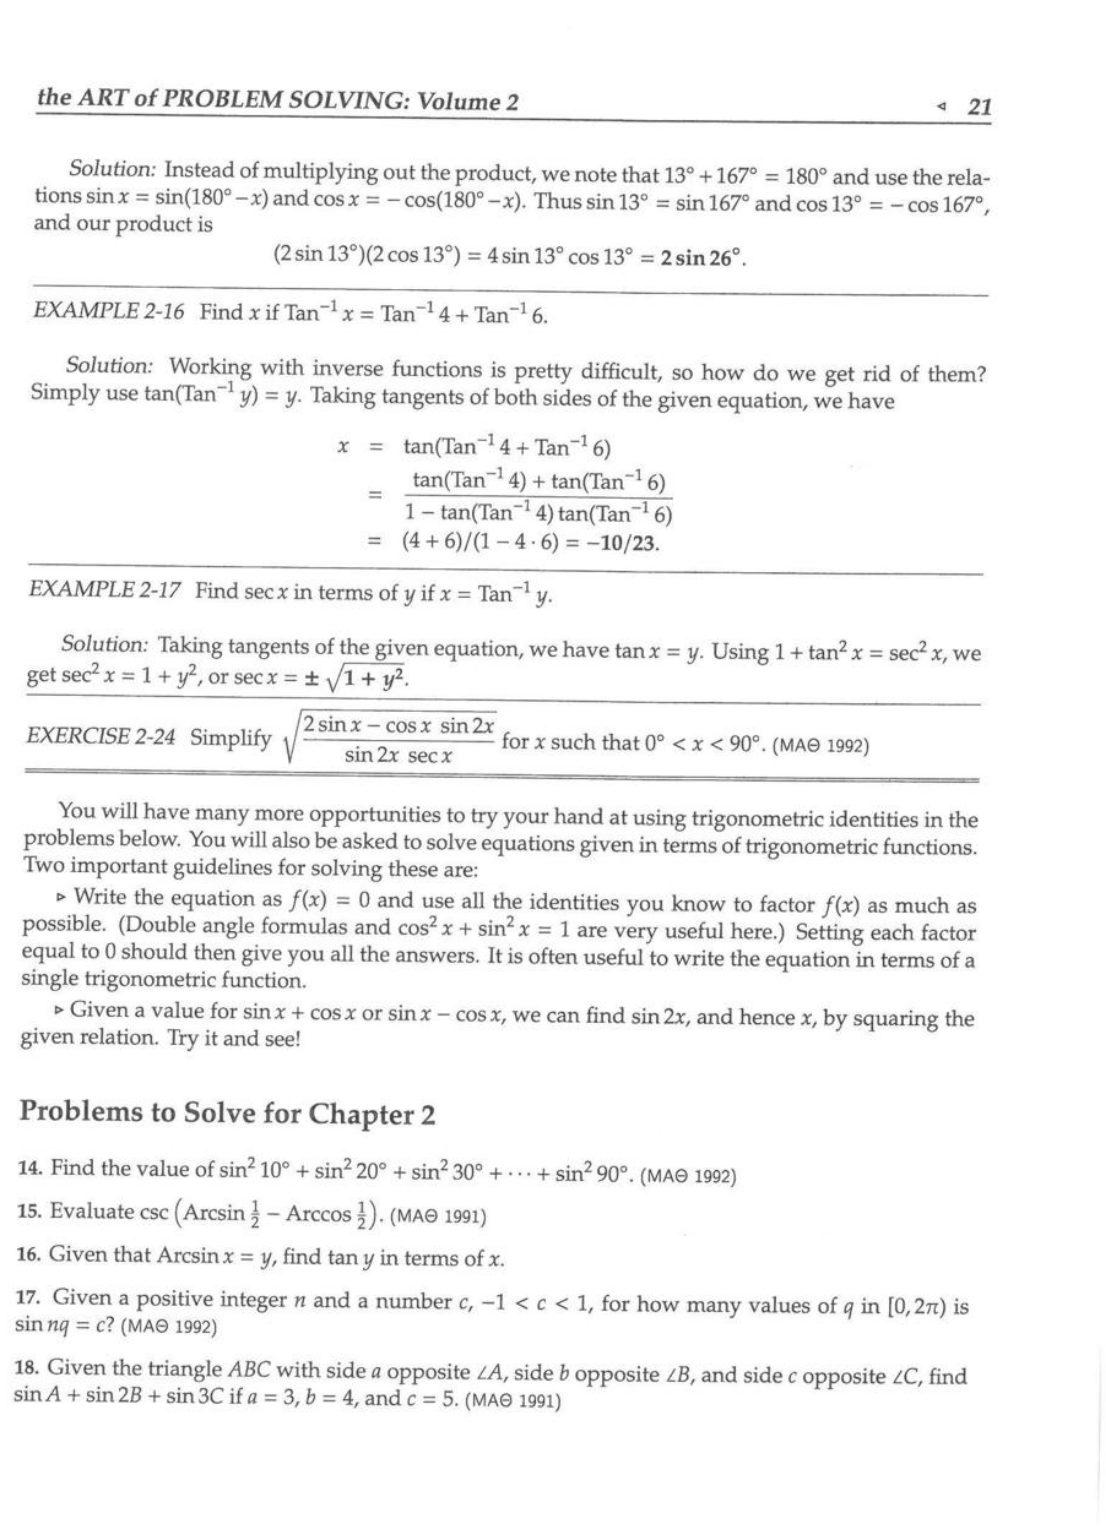 the ART of PROBLEM SOLVING: Volume 2 ◃ 21
Solution: Instead of multiplying out the product, we note that 13° + 167° = 180° and use the rela-
tions sin x = sin(180° − x) and cos x = − cos(180° − x). Thus sin 13° = sin 167° and cos 13° = − cos 167°,
and our product is
(2 sin 13°)(2 cos 13°) = 4 sin 13° cos 13° = 2 sin 26°.
EXAMPLE 2-16 Find x if Tan⁻¹ x = Tan⁻¹ 4 + Tan⁻¹ 6.
Solution: Working with inverse functions is pretty difficult, so how do we get rid of them?
Simply use tan(Tan⁻¹ y) = y. Taking tangents of both sides of the given equation, we have
x = tan(Tan⁻¹ 4 + Tan⁻¹ 6)
= tan(Tan⁻¹ 4) + tan(Tan⁻¹ 6)
1 − tan(Tan⁻¹ 4) tan(Tan⁻¹ 6)
= (4 + 6)/(1 − 4 · 6) = −10/23.
EXAMPLE 2-17 Find sec x in terms of y if x = Tan⁻¹ y.
Solution: Taking tangents of the given equation, we have tan x = y. Using 1 + tan² x = sec² x, we
get sec² x = 1 + y², or sec x = ± √1 + y².
EXERCISE 2-24 Simplify √ 2 sin x − cos x sin 2x
sin 2x sec x
for x such that 0° < x < 90°. (MAΘ 1992)
You will have many more opportunities to try your hand at using trigonometric identities in the
problems below. You will also be asked to solve equations given in terms of trigonometric functions.
Two important guidelines for solving these are:
▹ Write the equation as f(x) = 0 and use all the identities you know to factor f(x) as much as
possible. (Double angle formulas and cos² x + sin² x = 1 are very useful here.) Setting each factor
equal to 0 should then give you all the answers. It is often useful to write the equation in terms of a
single trigonometric function.
▹ Given a value for sin x + cos x or sin x − cos x, we can find sin 2x, and hence x, by squaring the
given relation. Try it and see!
Problems to Solve for Chapter 2
14. Find the value of sin² 10° + sin² 20° + sin² 30° + ··· + sin² 90°. (MAΘ 1992)
15. Evaluate csc (Arcsin ½ − Arccos ½). (MAΘ 1991)
16. Given that Arcsin x = y, find tan y in terms of x.
17. Given a positive integer n and a number c, −1 < c < 1, for how many values of q in [0, 2π) is
sin nq = c? (MAΘ 1992)
18. Given the triangle ABC with side a opposite ∠A, side b opposite ∠B, and side c opposite ∠C, find
sin A + sin 2B + sin 3C if a = 3, b = 4, and c = 5. (MAΘ 1991)